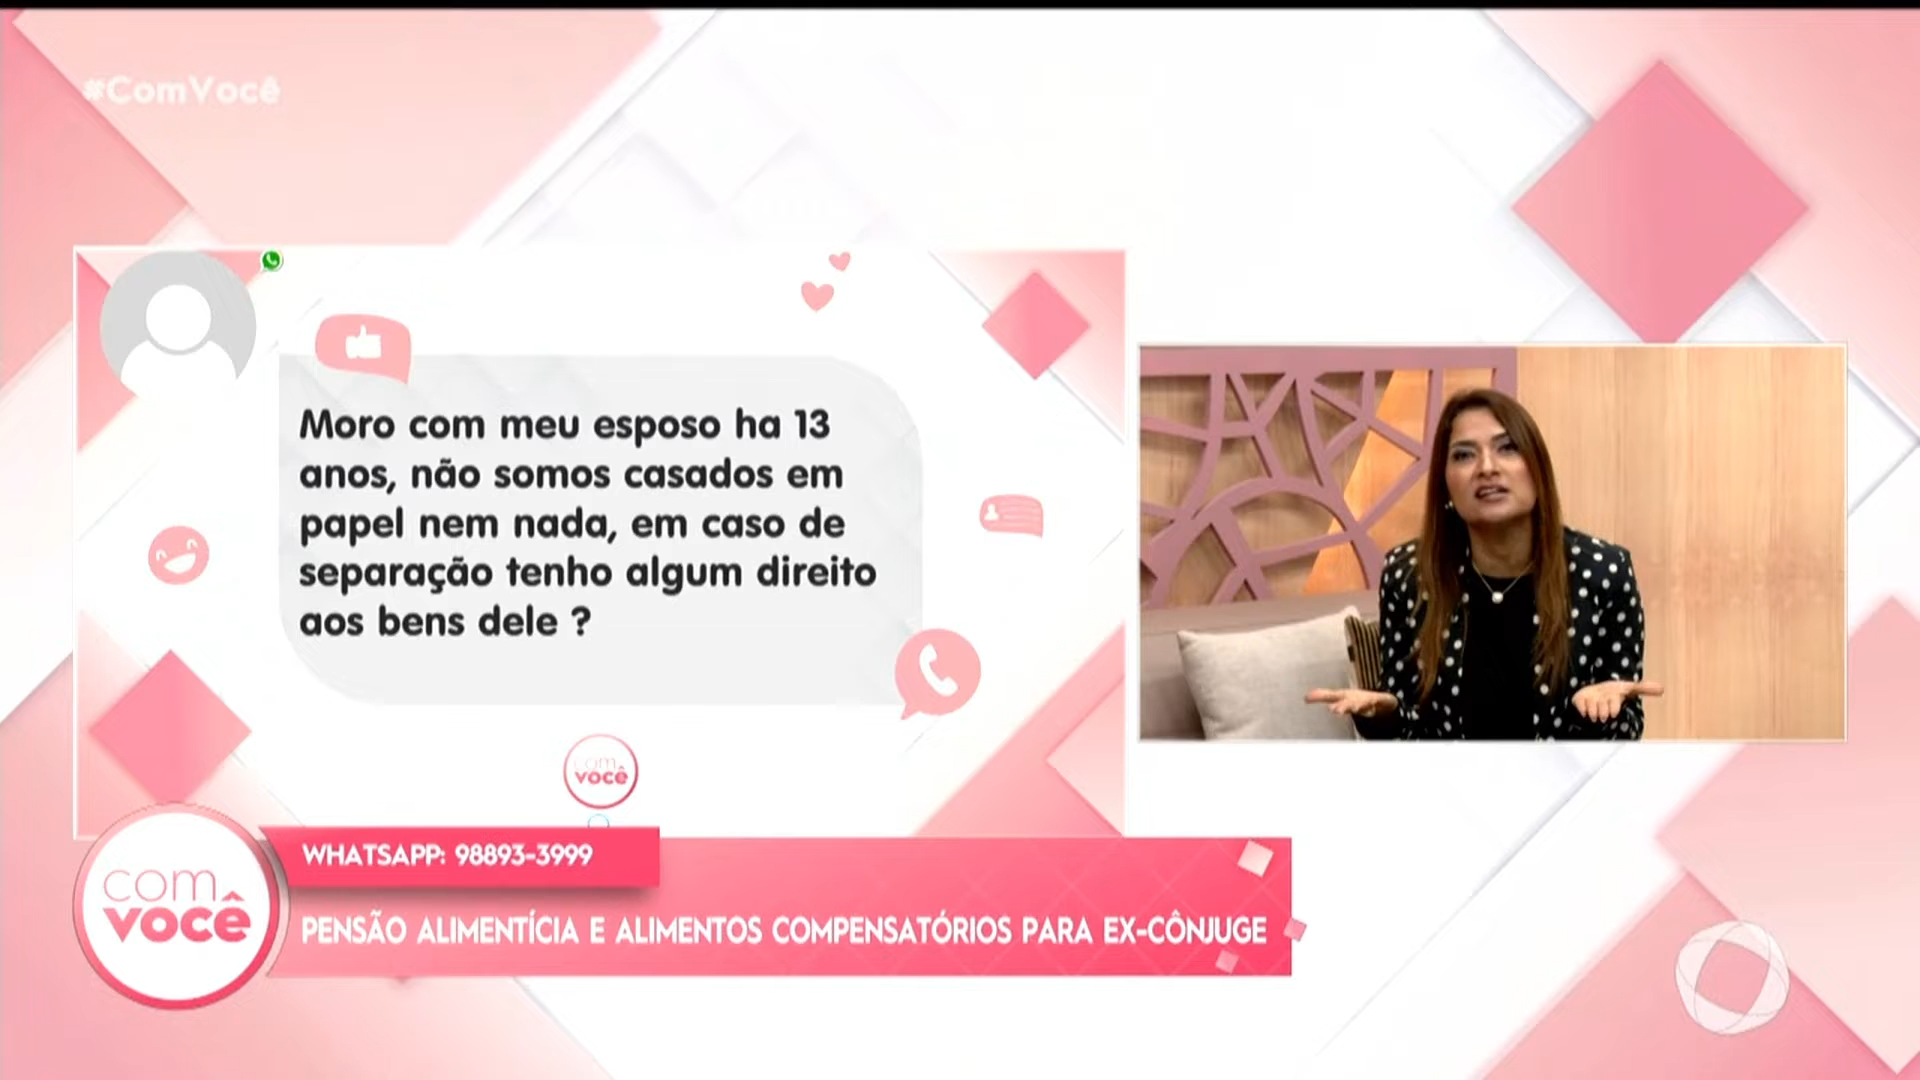 #ComVocê
Moro com meu esposo ha 13
anos, não somos casados em
papel nem nada, em caso de
separação tenho algum direito
aos bens dele ?
com
você
WHATSAPP: 98893-3999
com
você
PENSÃO ALIMENTÍCIA E ALIMENTOS COMPENSATÓRIOS PARA EX-CÔNJUGE